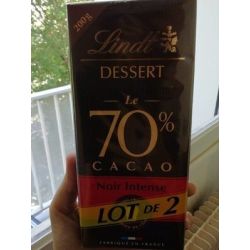 200g
Lindt
DESSERT
Le
70%
CACAO
Noir Intense
LOT DE 2
FABRIQUÉ EN FRANCE